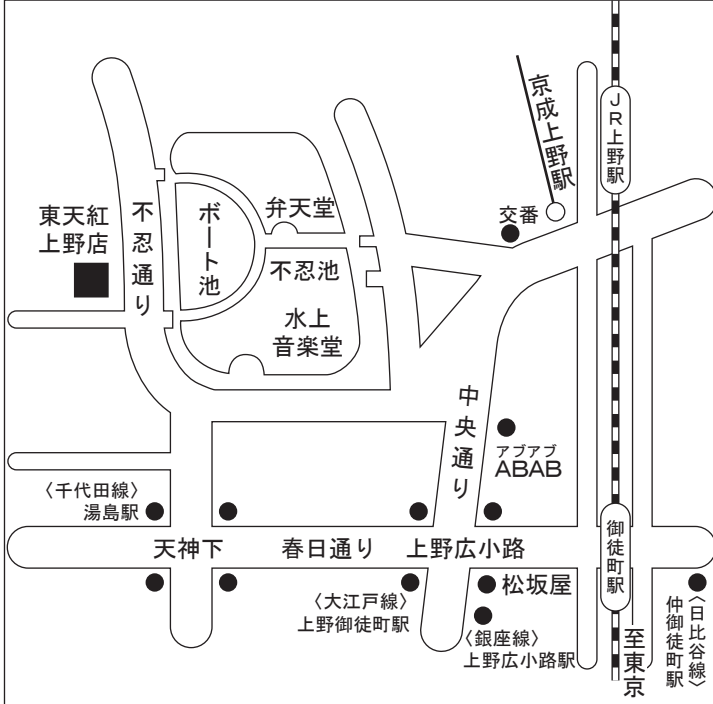 京成上野駅
JR上野駅
東天紅
上野店
不忍通り
ボート池
弁天堂
交番
不忍池
水上
音楽堂
中央通り
アブアブ
ABAB
〈千代田線〉
湯島駅
天神下
春日通り
上野広小路
御徒町駅
松坂屋
〈大江戸線〉
上野御徒町駅
〈銀座線〉
上野広小路駅
至東京
〈日比谷線〉
仲御徒町駅